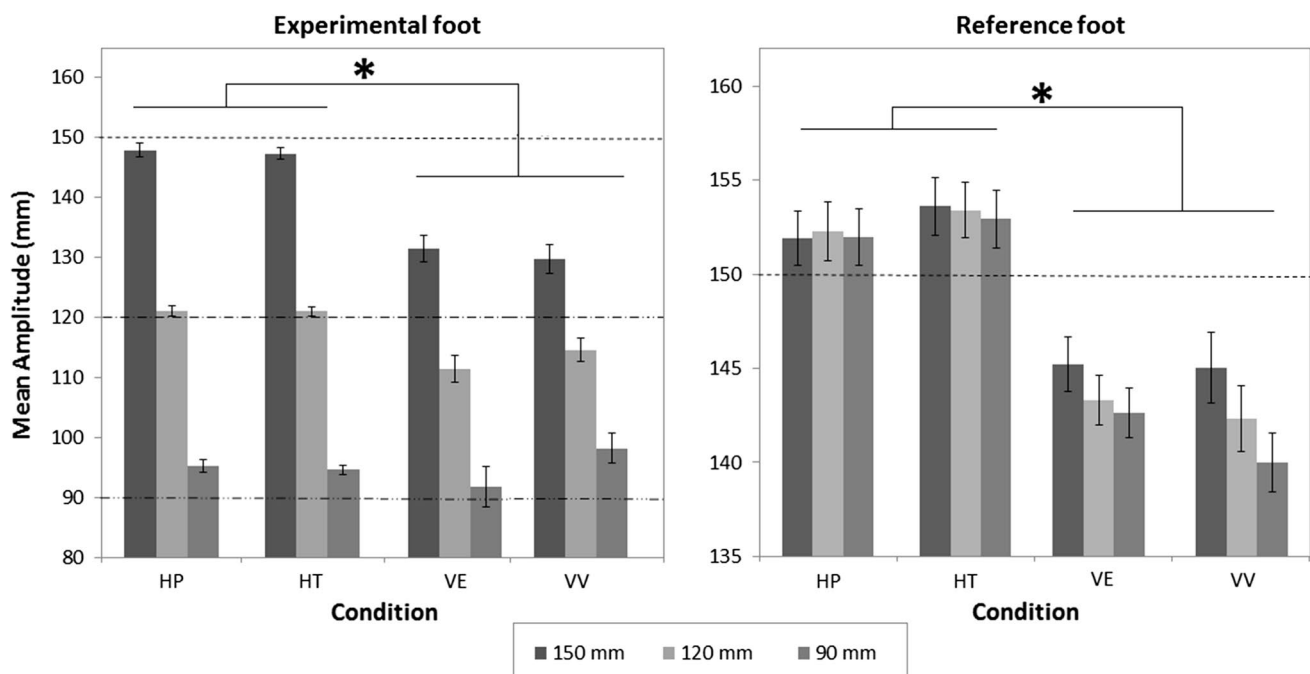 Experimental foot
Reference foot
Mean Amplitude (mm)
160
150
140
130
120
110
100
90
80
*
HP HT VE VV
Condition
160
155
150
145
140
135
*
HP HT VE VV
Condition
150 mm 120 mm 90 mm